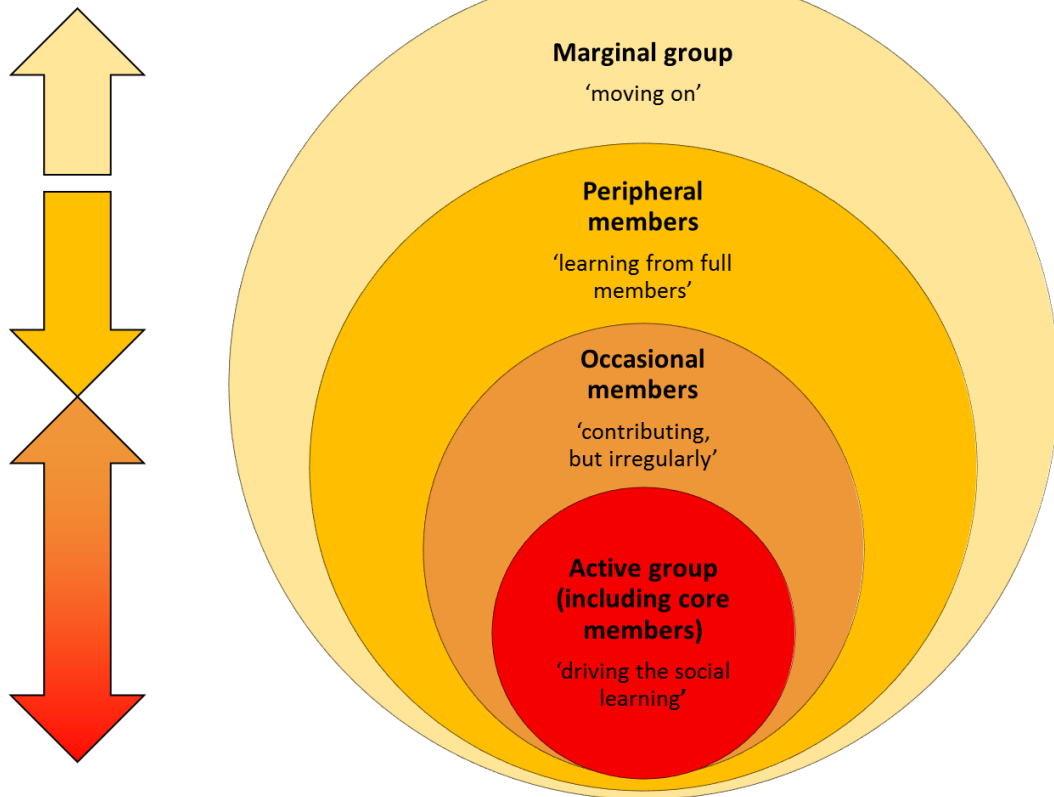 Marginal group
‘moving on’
Peripheral
members
‘learning from full
members’
Occasional
members
‘contributing,
but irregularly’
Active group
(including core
members)
‘driving the social
learning’